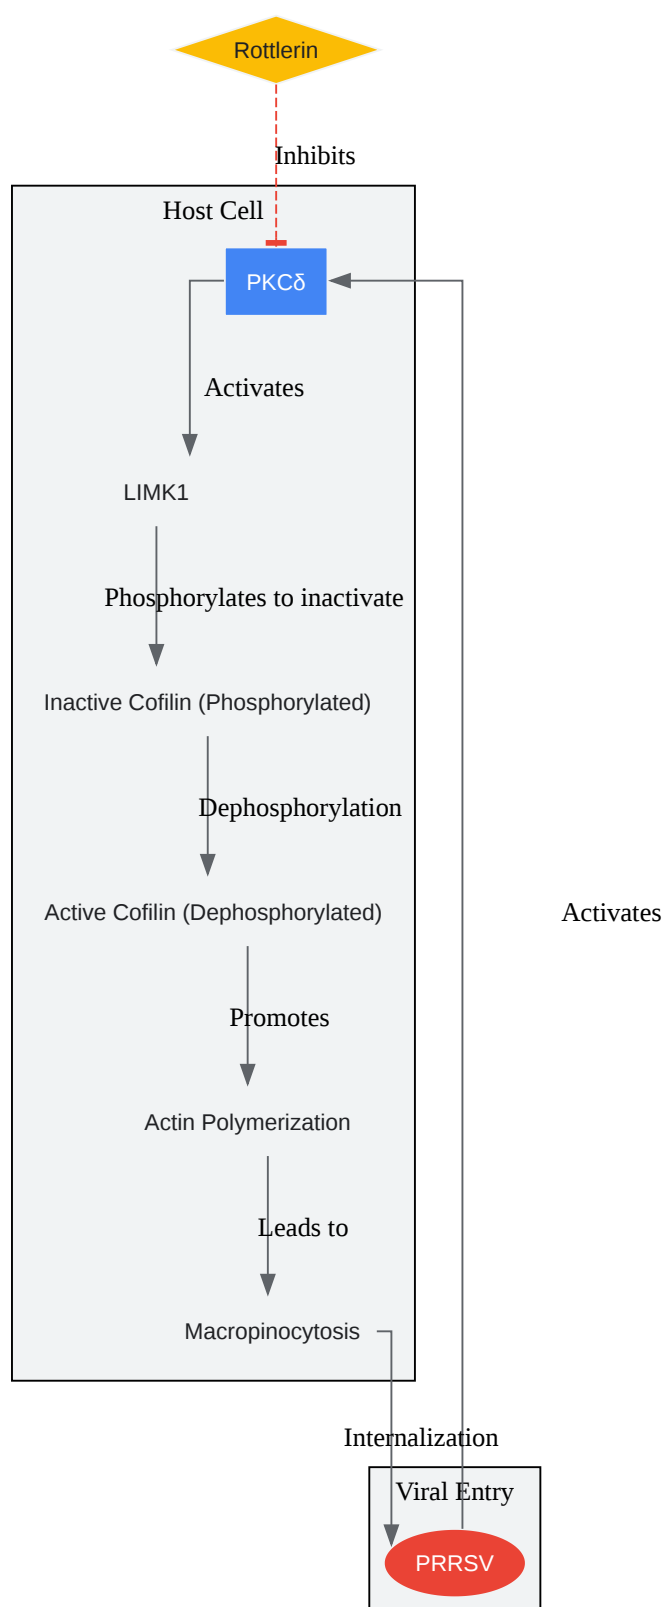 Rottlerin
Inhibits
Host Cell
PKCδ
Activates
LIMK1
Phosphorylates to inactivate
Inactive Cofilin (Phosphorylated)
Dephosphorylation
Active Cofilin (Dephosphorylated)
Activates
Promotes
Actin Polymerization
Leads to
Macropinocytosis
Internalization
Viral Entry
PRRSV